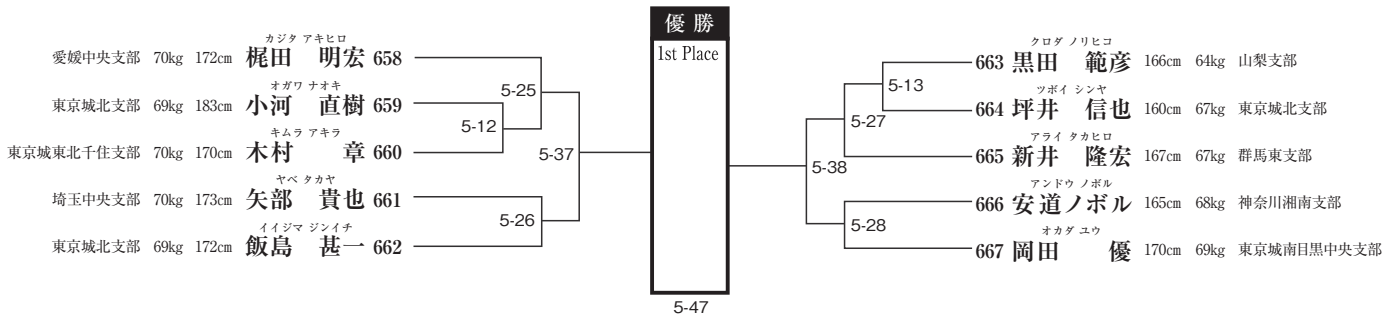 優勝
1st Place
カジタ アキヒロ
愛媛中央支部 70kg 172cm 梶田 明宏 658
オガワ ナオキ
東京城北支部 69kg 183cm 小河 直樹 659
キムラ アキラ
東京城東北千住支部 70kg 170cm 木村 章 660
ヤベ タカヤ
埼玉中央支部 70kg 173cm 矢部 貴也 661
イイジマ ジンイチ
東京城北支部 69kg 172cm 飯島 甚一 662
5-25
5-12
5-37
5-26
クロダ ノリヒコ
663 黒田 範彦 166cm 64kg 山梨支部
ツボイ シンヤ
664 坪井 信也 160cm 67kg 東京城北支部
アライ タカヒロ
665 新井 隆宏 167cm 67kg 群馬東支部
アンドウ ノボル
666 安道ノボル 165cm 68kg 神奈川湘南支部
オカダ ユウ
667 岡田 優 170cm 69kg 東京城南目黒中央支部
5-13
5-27
5-38
5-28
5-47